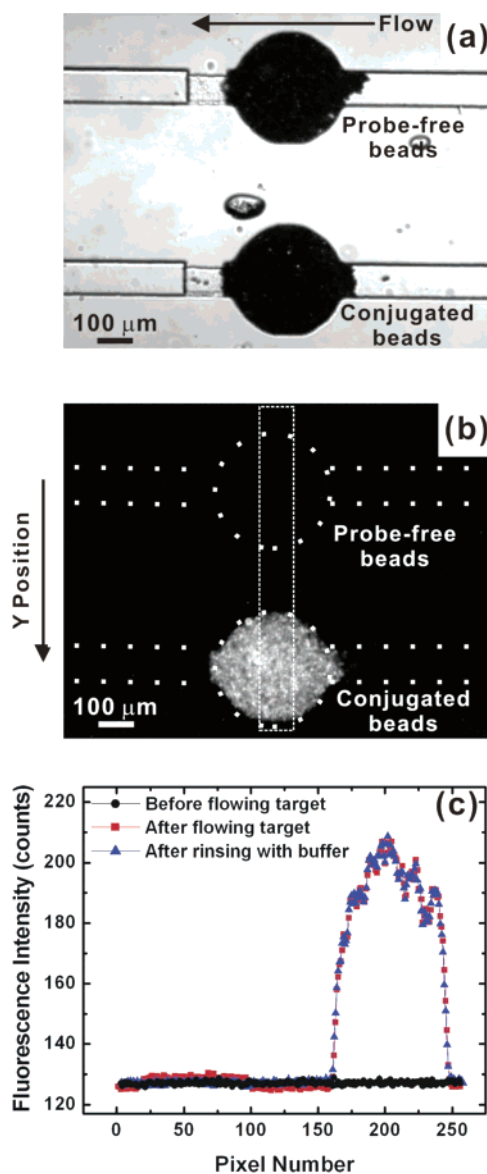 Flow
(a)
Probe-free
beads
Conjugated
beads
100 μm
(b)
Y Position
Probe-free
beads
Conjugated
beads
100 μm
(c)
Before flowing target
After flowing target
After rinsing with buffer
Fluorescence Intensity (counts)
220
200
180
160
140
120
0
50
100
150
200
250
Pixel Number